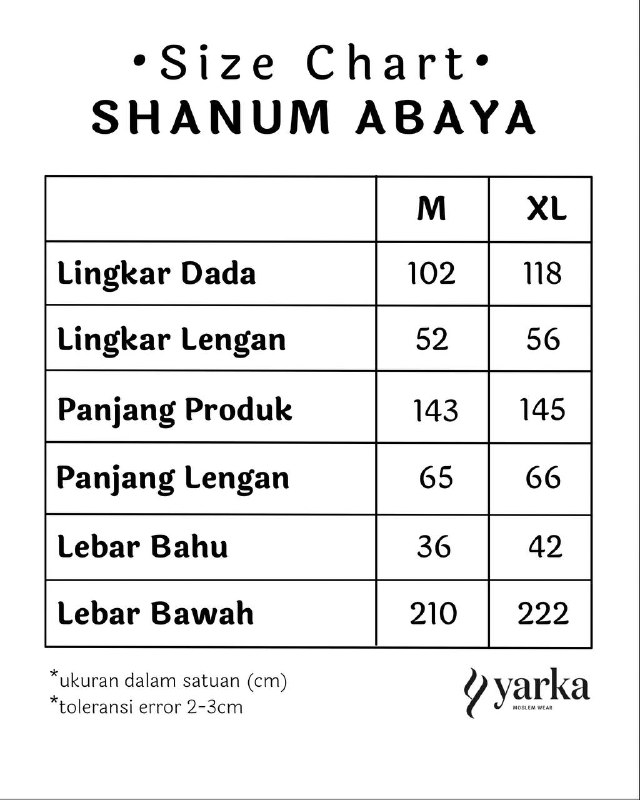 •Size Chart•
SHANUM ABAYA
M XL
Lingkar Dada 102 118
Lingkar Lengan 52 56
Panjang Produk 143 145
Panjang Lengan 65 66
Lebar Bahu 36 42
Lebar Bawah 210 222
*ukuran dalam satuan (cm)
*toleransi error 2-3cm
yarka
MOSLEM WEAR